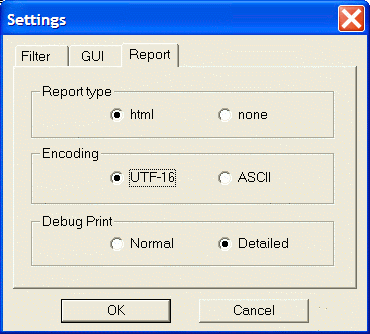 Settings
Filter GUI Report
Report type
html none
Encoding
UTF-16 ASCII
Debug Print
Normal Detailed
OK Cancel